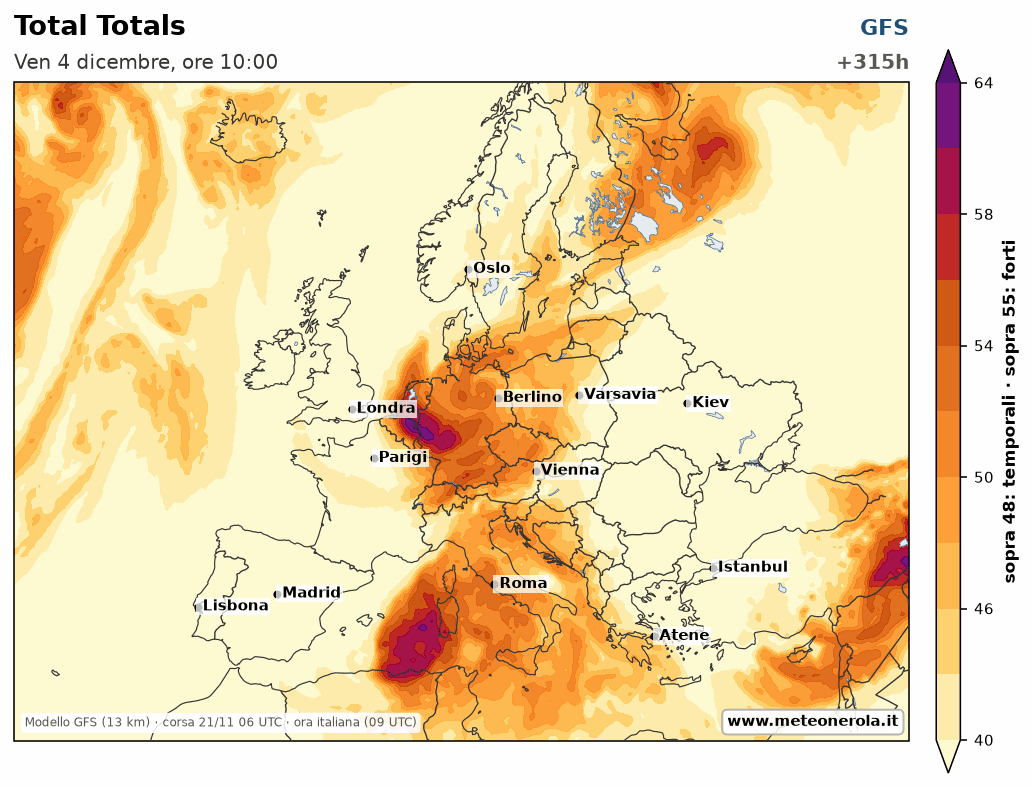 Total Totals
GFS
Ven 4 dicembre, ore 10:00
+315h
64
58
54
50
46
40
sopra 48: temporali · sopra 55: forti
Oslo
Londra
Berlino
Varsavia
Kiev
Parigi
Vienna
Istanbul
Roma
Madrid
Lisbona
Atene
Modello GFS (13 km) · corsa 21/11 06 UTC · ora italiana (09 UTC)
www.meteonerola.it